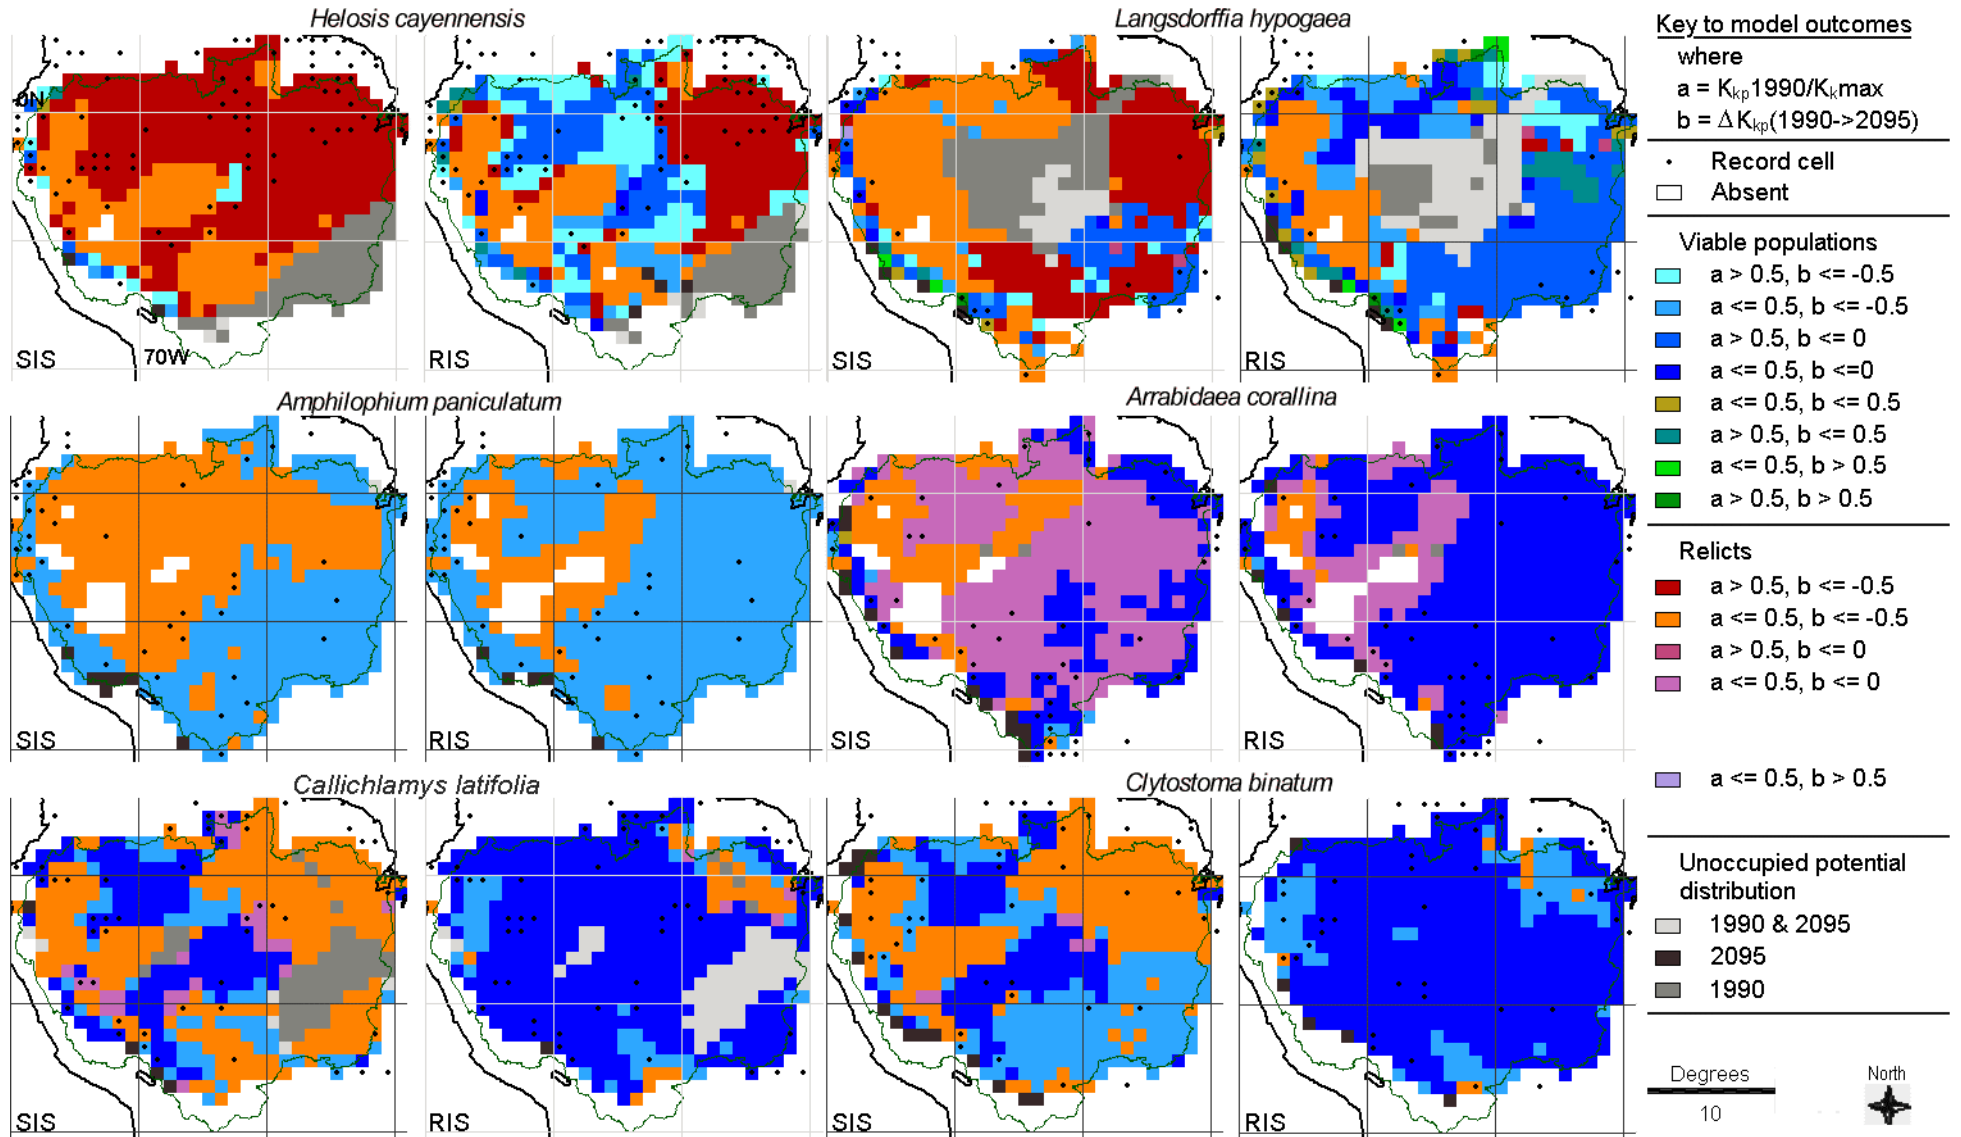 Helosis cayennensis
Langsdorffia hypogaea
0N
SIS
70W
RIS
SIS
RIS
Amphilophium paniculatum
Arrabidaea corallina
SIS
RIS
SIS
RIS
Callichlamys latifolia
Clytostoma binatum
SIS
RIS
SIS
RIS
Key to model outcomes
where
a = Kkp1990/Kkmax
b = ΔKkp(1990->2095)
Record cell
Absent
Viable populations
a > 0.5, b <= -0.5
a <= 0.5, b <= -0.5
a > 0.5, b <= 0
a <= 0.5, b <=0
a <= 0.5, b <= 0.5
a > 0.5, b <= 0.5
a <= 0.5, b > 0.5
a > 0.5, b > 0.5
Relicts
a > 0.5, b <= -0.5
a <= 0.5, b <= -0.5
a > 0.5, b <= 0
a <= 0.5, b <= 0
a <= 0.5, b > 0.5
Unoccupied potential
distribution
1990 & 2095
2095
1990
Degrees
10
North